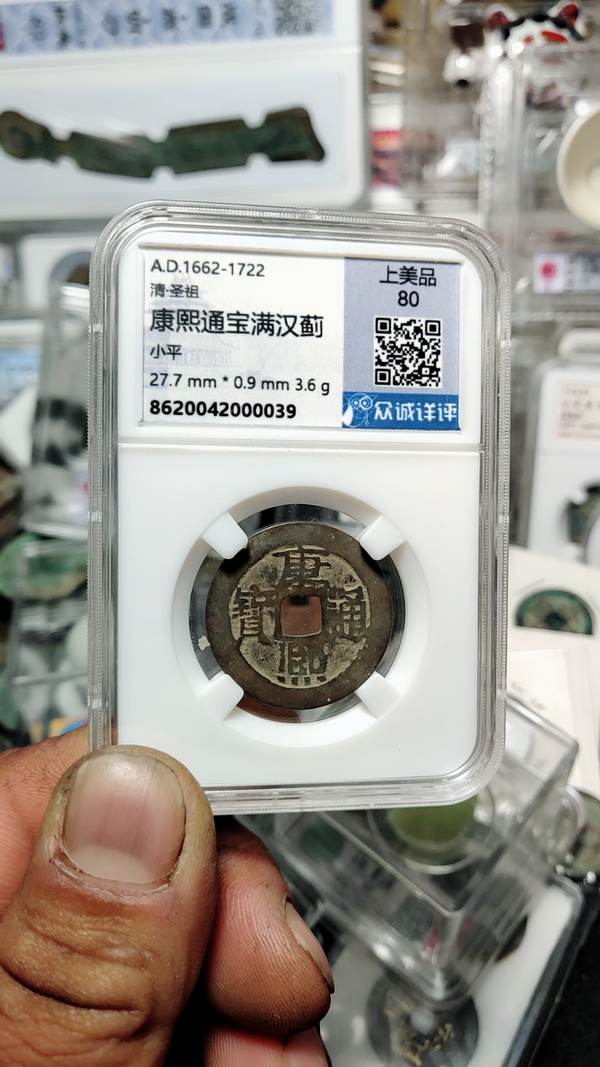 A.D.1662-1722
清·圣祖
康熙通宝满汉蓟
小平
27.7 mm * 0.9 mm 3.6 g
8620042000039
上美品
80
众诚详评
康熙通寶